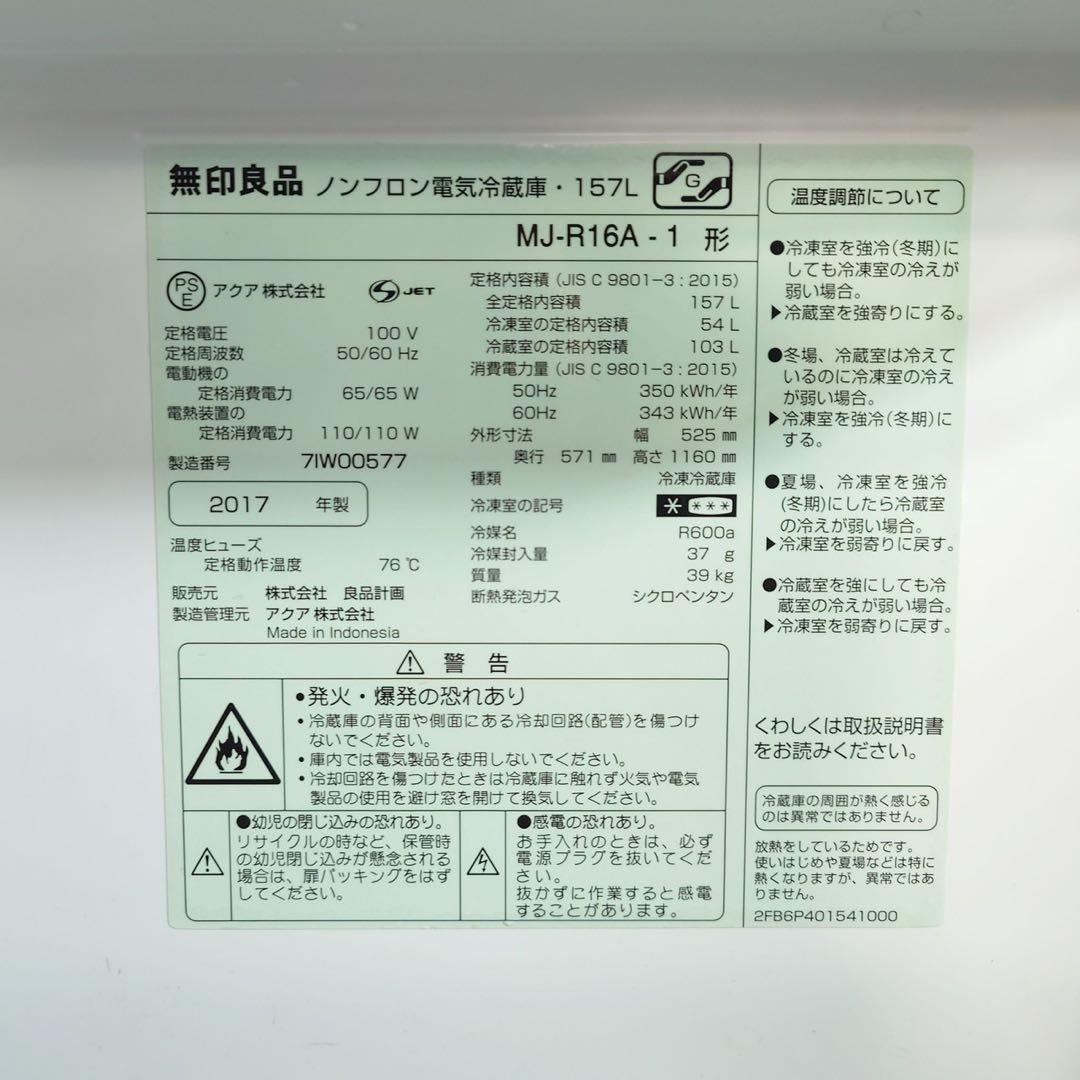 無印良品 ノンフロン電気冷蔵庫・157L
G
MJ-R16A - 1 形
PS E アクア 株式会社 S JET
定格電圧 100 V
定格周波数 50/60 Hz
電動機の
定格消費電力 65/65 W
電熱装置の
定格消費電力 110/110 W
製造番号 7IW00577
2017 年製
温度ヒューズ
定格動作温度 76 ℃
販売元 株式会社 良品計画
製造管理元 アクア 株式会社
Made in Indonesia
定格内容積 (JIS C 9801-3 : 2015)
全定格内容積 157 L
冷凍室の定格内容積 54 L
冷蔵室の定格内容積 103 L
消費電力量 (JIS C 9801-3 : 2015)
50Hz 350 kWh/年
60Hz 343 kWh/年
外形寸法 幅 525 ㎜
奥行 571 ㎜ 高さ 1160 ㎜
種類 冷凍冷蔵庫
冷凍室の記号 * ***
冷媒名 R600a
冷媒封入量 37 g
質量 39 kg
断熱発泡ガス シクロペンタン
警 告
●発火・爆発の恐れあり
・冷蔵庫の背面や側面にある冷却回路(配管)を傷つけ
ないでください。
・庫内では電気製品を使用しないでください。
・冷却回路を傷つけたときは冷蔵庫に触れず火気や電気
製品の使用を避け窓を開けて換気してください。
●幼児の閉じ込みの恐れあり。
リサイクルの時など、保管時
の幼児閉じ込みが懸念される
場合は、扉パッキングをはず
してください。
●感電の恐れあり。
お手入れのときは、必ず
電源プラグを抜いてくだ
さい。
抜かずに作業すると感電
することがあります。
温度調節について
●冷凍室を強冷(冬期)に
しても冷凍室の冷えが
弱い場合。
▶冷蔵室を強寄りにする。
●冬場、冷蔵室は冷えて
いるのに冷凍室の冷え
が弱い場合。
▶冷凍室を強冷(冬期)に
する。
●夏場、冷凍室を強冷
(冬期)にしたら冷蔵室
の冷えが弱い場合。
▶冷凍室を弱寄りに戻す。
●冷蔵室を強にしても冷
蔵室の冷えが弱い場合。
▶冷凍室を弱寄りに戻す。
くわしくは取扱説明書
をお読みください。
冷蔵庫の周囲が熱く感じる
のは異常ではありません。
放熱をしているためです。
使いはじめや夏場などは特に
熱くなりますが、異常ではあ
りません。
2FB6P401541000